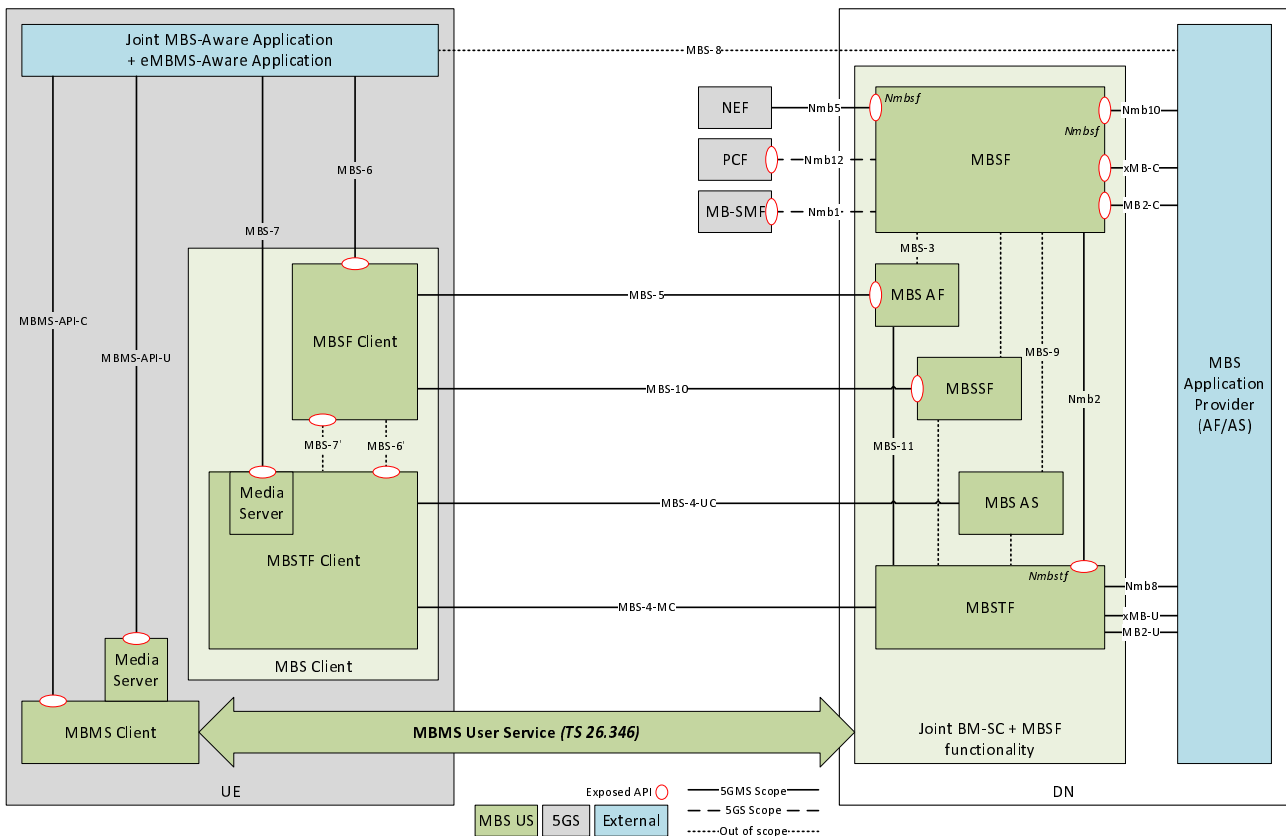 Joint MBS-Aware Application
+ eMBMS-Aware Application
MBS-8
NEF
Nmb5
Nmbsf
Nmbsf
Nmb10
PCF
Nmb12
MBSF
xMB-C
MB-SMF
Nmb1
MB2-C
MBS-6
MBS-7
MBS-3
MBS-5
MBS AF
MBMS-API-C
MBSF Client
MBMS-API-U
MBS-9
MBS-10
MBSSF
Nmb2
MBS
Application
Provider
(AF/AS)
MBS-7'
MBS-6'
MBS-11
Media
Server
MBS-4-UC
MBS AS
MBSTF Client
Nmbstf
Nmb8
MBS-4-MC
MBSTF
xMB-U
MB2-U
MBS Client
Media
Server
MBMS Client
MBMS User Service (TS 26.346)
Joint BM-SC + MBSF
functionality
UE
DN
Exposed API
5GMS Scope
5GS Scope
Out of scope
MBS US
5GS
External